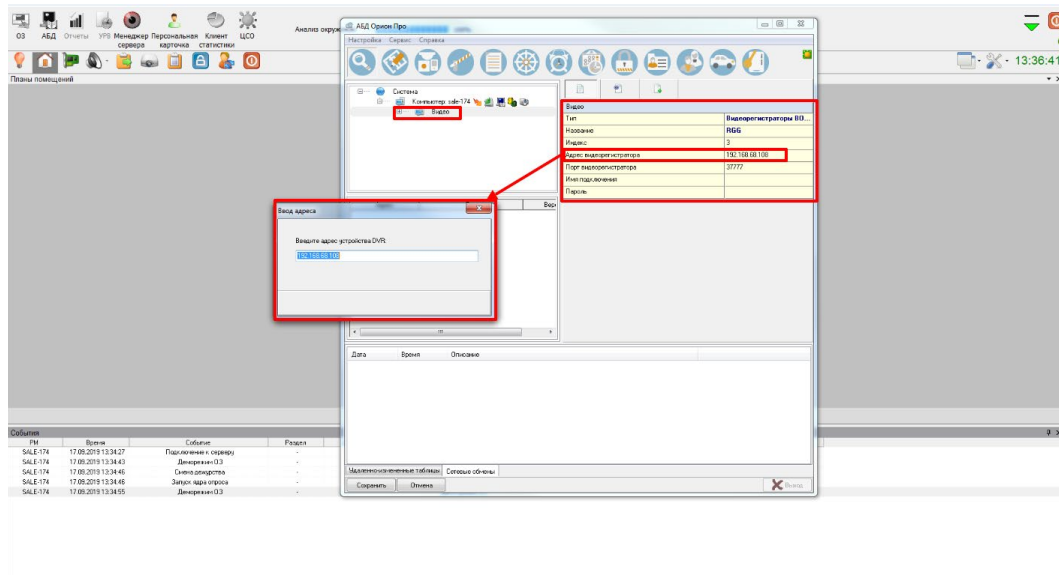 ОЗ АБД Отчеты УРВ Менеджер сервера Персональная карточка Клиент статистики ЦСО
13:36:41
Планы помещений
АБД Орион Про
Настройка Сервис Справка
Система
Компьютер: sale-174
Видео
Видео
Тип Видеорегистраторы BO...
Название RGG
Индекс 3
Адрес видеорегистратора 192.168.68.108
Порт видеорегистратора 37777
Имя подключения
Пароль
Ввод адреса
Введите адрес устройства DVR:
192.168.68.108
Дата Время Описание
Удаленно-измененные таблицы Сетевые обмены
Сохранить Отмена Выход
События
РМ Время Событие Раздел
SALE-174 17.09.2019 13:34:27 Подключение к серверу -
SALE-174 17.09.2019 13:34:43 Деморежим ОЗ -
SALE-174 17.09.2019 13:34:46 Смена дежурства -
SALE-174 17.09.2019 13:34:46 Запуск ядра опроса -
SALE-174 17.09.2019 13:34:55 Деморежим ОЗ -